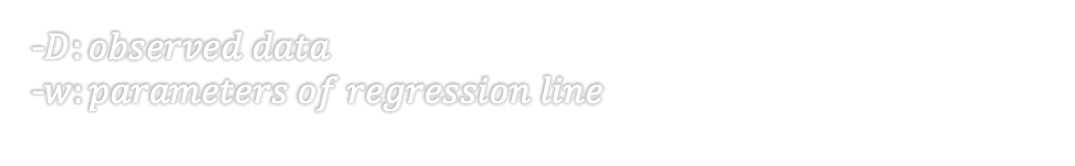 -D: observed data
-w: parameters of regression line